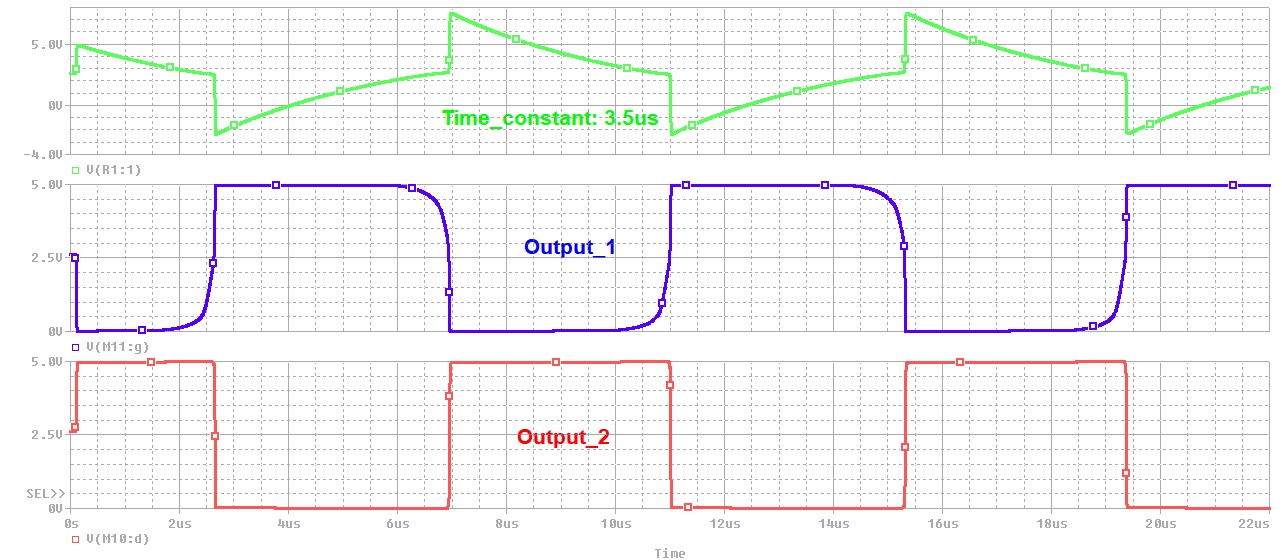 5.0V
0V
Time_constant: 3.5us
-4.0V
V(R1:1)
5.0V
Output_1
2.5V
0V
V(M11:g)
5.0V
Output_2
2.5V
SEL>>
0V
0s 2us 4us 6us 8us 10us 12us 14us 16us 18us 20us 22us
V(M10:d)
Time